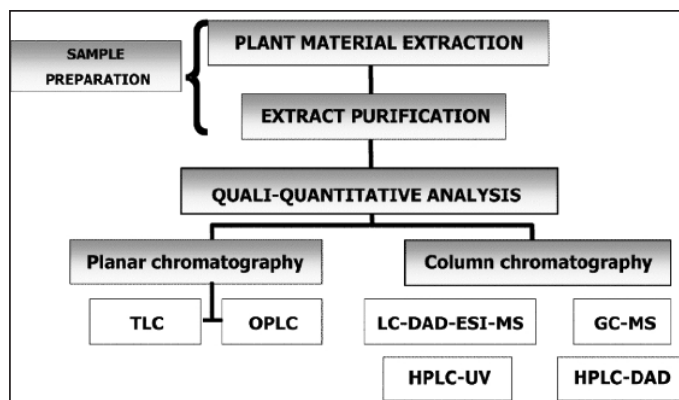 PLANT MATERIAL EXTRACTION
SAMPLE
PREPARATION
EXTRACT PURIFICATION
QUALI-QUANTITATIVE ANALYSIS
Planar chromatography
Column chromatography
TLC
OPLC
LC-DAD-ESI-MS
GC-MS
HPLC-UV
HPLC-DAD